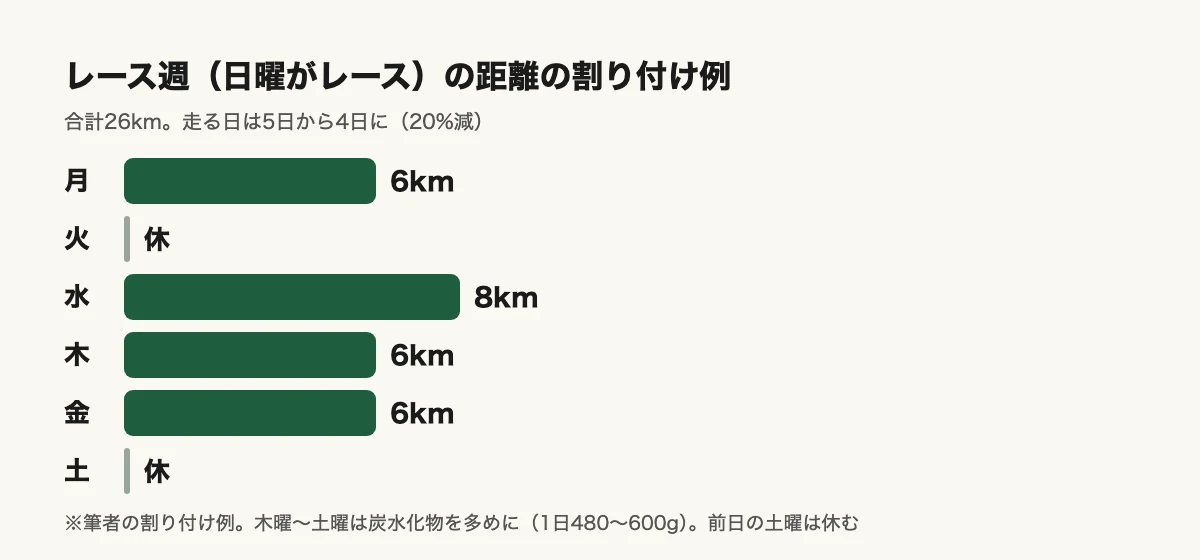 レース週（日曜がレース）の距離の割り付け例
合計26km。走る日は5日から4日に（20%減）
月 6km
火 休
水 8km
木 6km
金 6km
土 休
※筆者の割り付け例。木曜〜土曜は炭水化物を多めに（1日480〜600g）。前日の土曜は休む